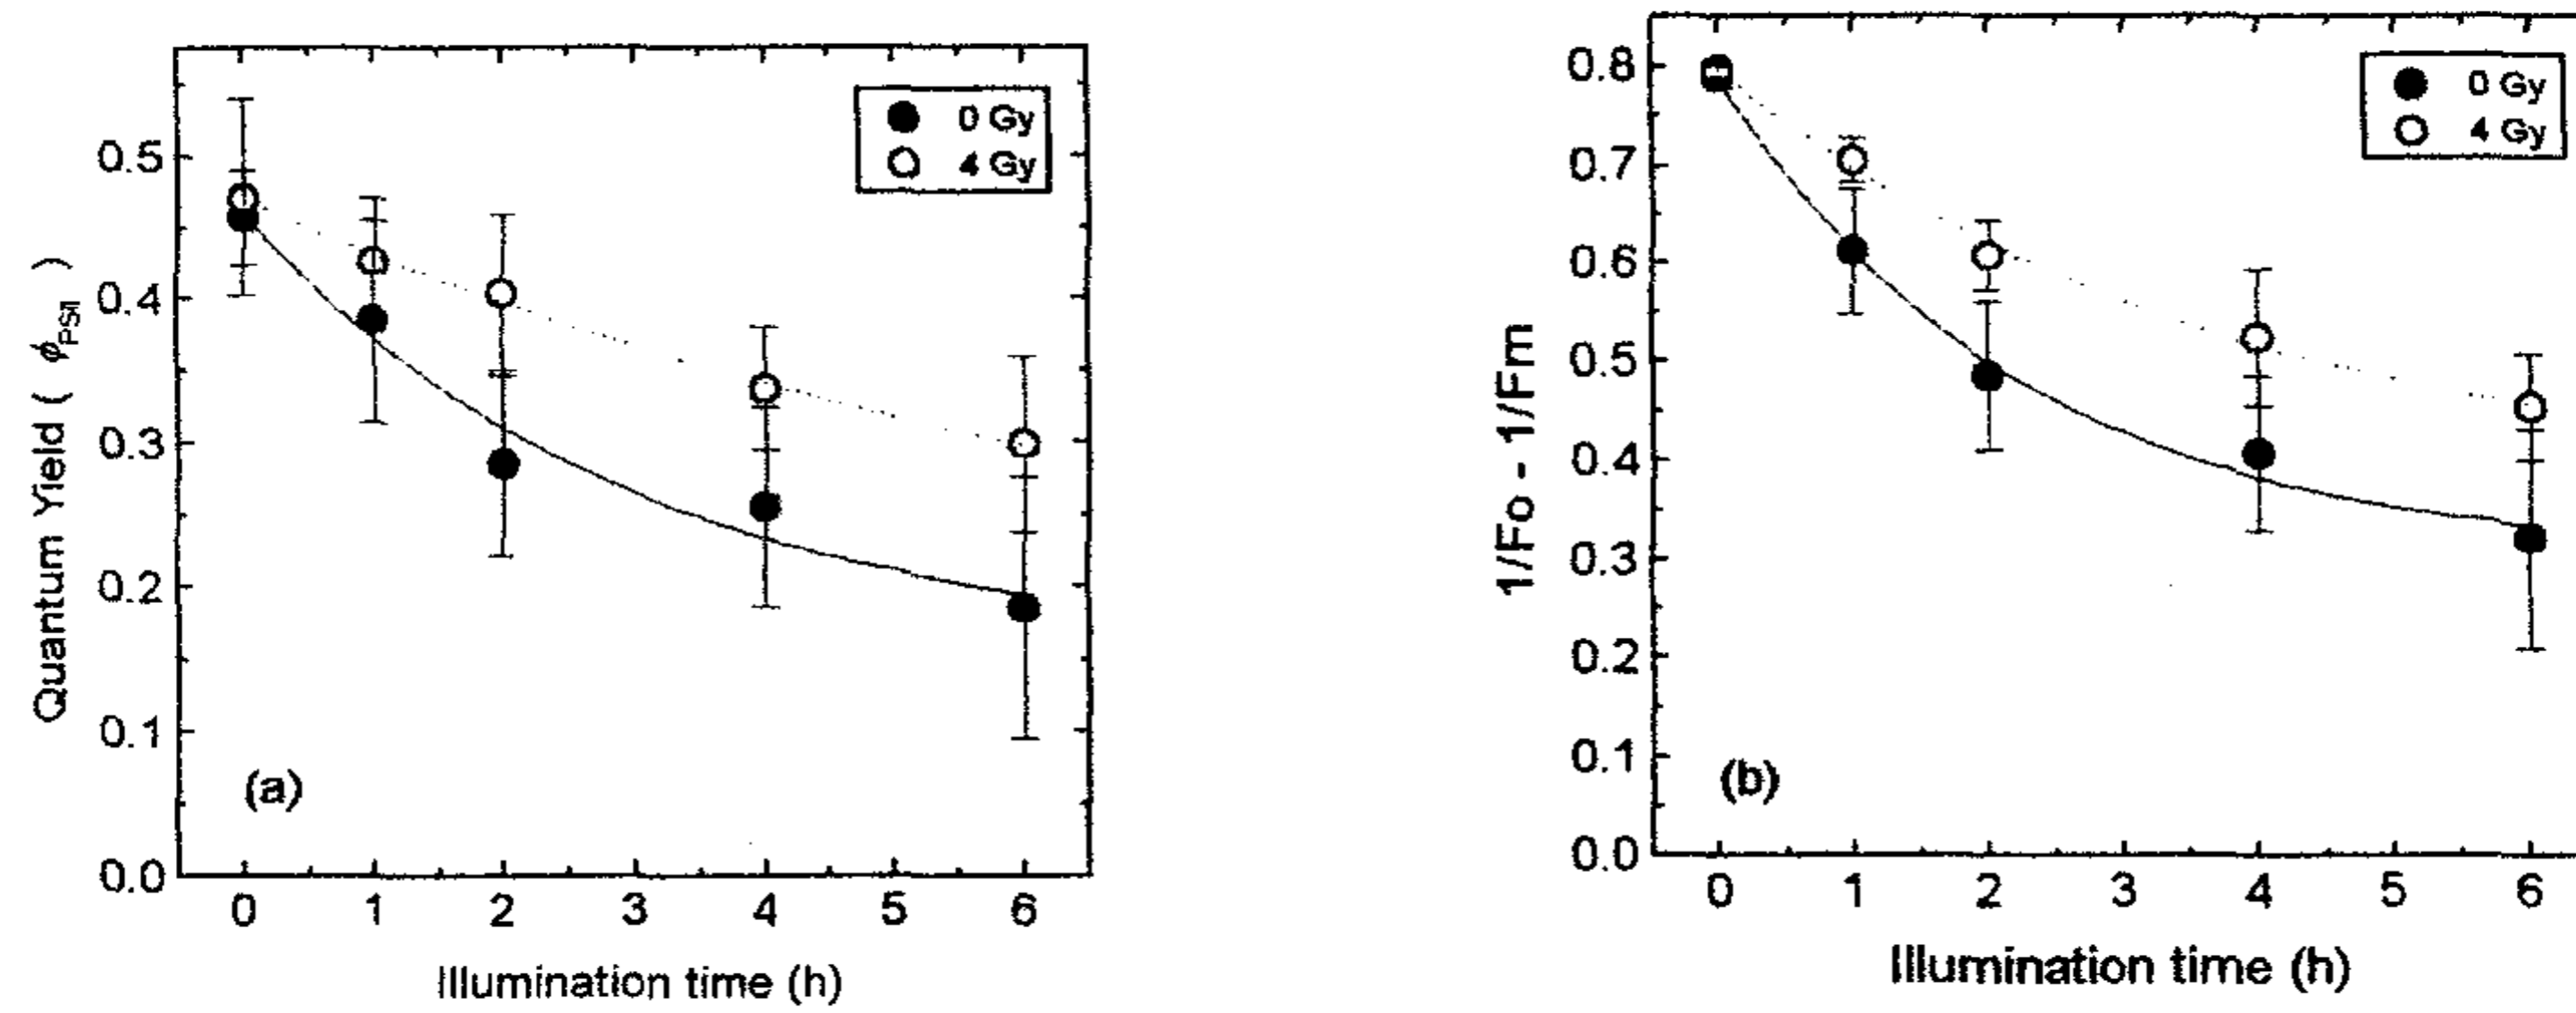 0 Gy
4 Gy
0.5
0.4
0.3
0.2
0.1
0.0
Quantum Yield ( ϕPSII )
(a)
0 1 2 3 4 5 6
Illumination time (h)
0 Gy
4 Gy
0.8
0.7
0.6
0.5
0.4
0.3
0.2
0.1
0.0
1/Fo - 1/Fm
(b)
0 1 2 3 4 5 6
Illumination time (h)